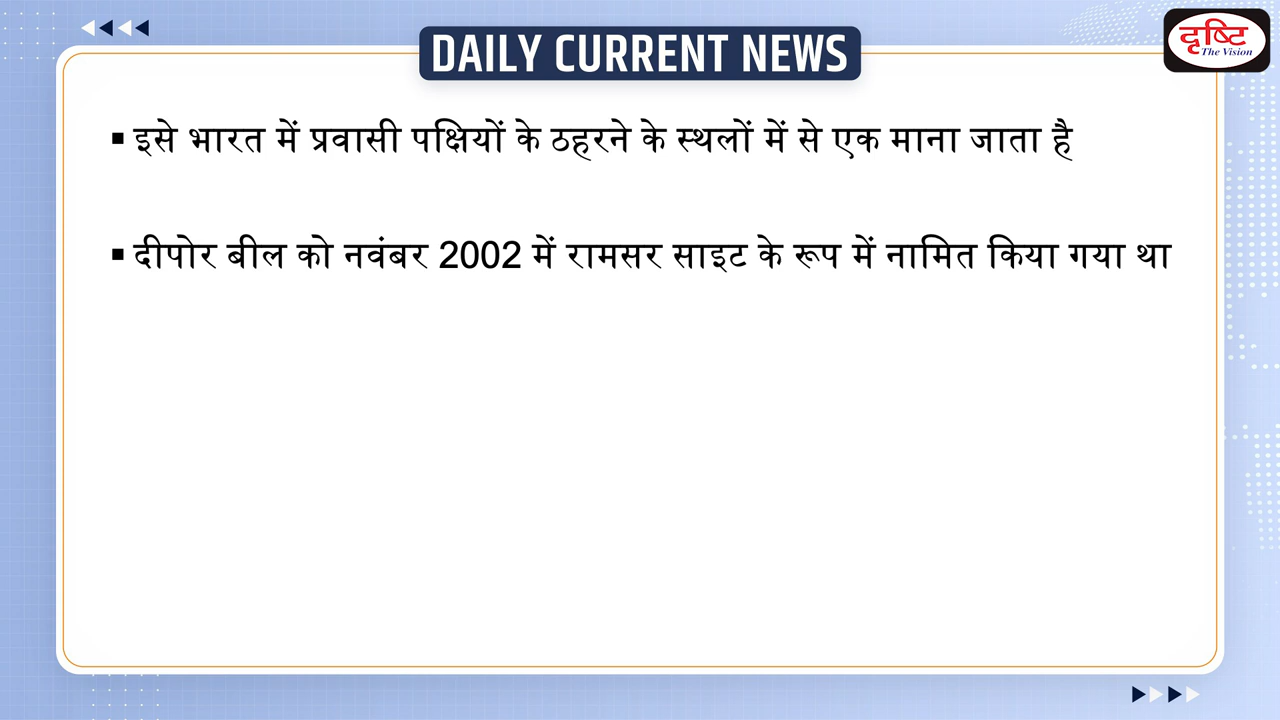 DAILY CURRENT NEWS
दृष्टि
The Vision
▪ इसे भारत में प्रवासी पक्षियों के ठहरने के स्थलों में से एक माना जाता है
▪ दीपोर बील को नवंबर 2002 में रामसर साइट के रूप में नामित किया गया था